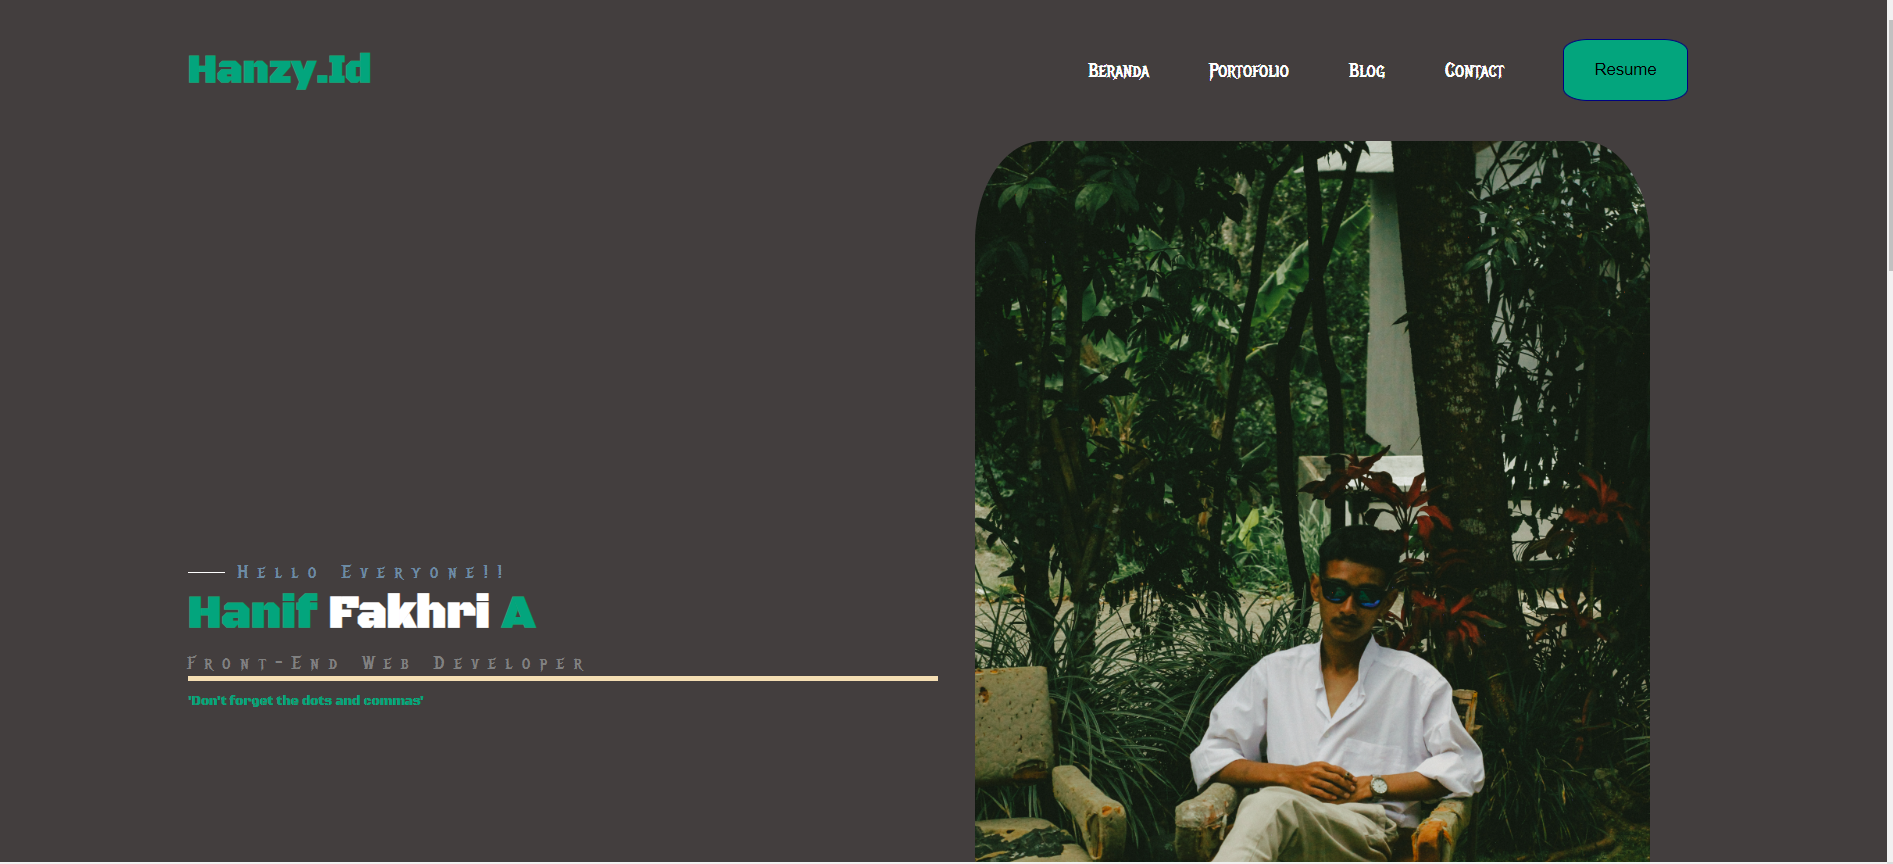 Hanzy.Id
Beranda Portofolio Blog Contact Resume
Hello Everyone!!
Hanif Fakhri A
Front-End Web Developer
'Don't forget the dots and commas'